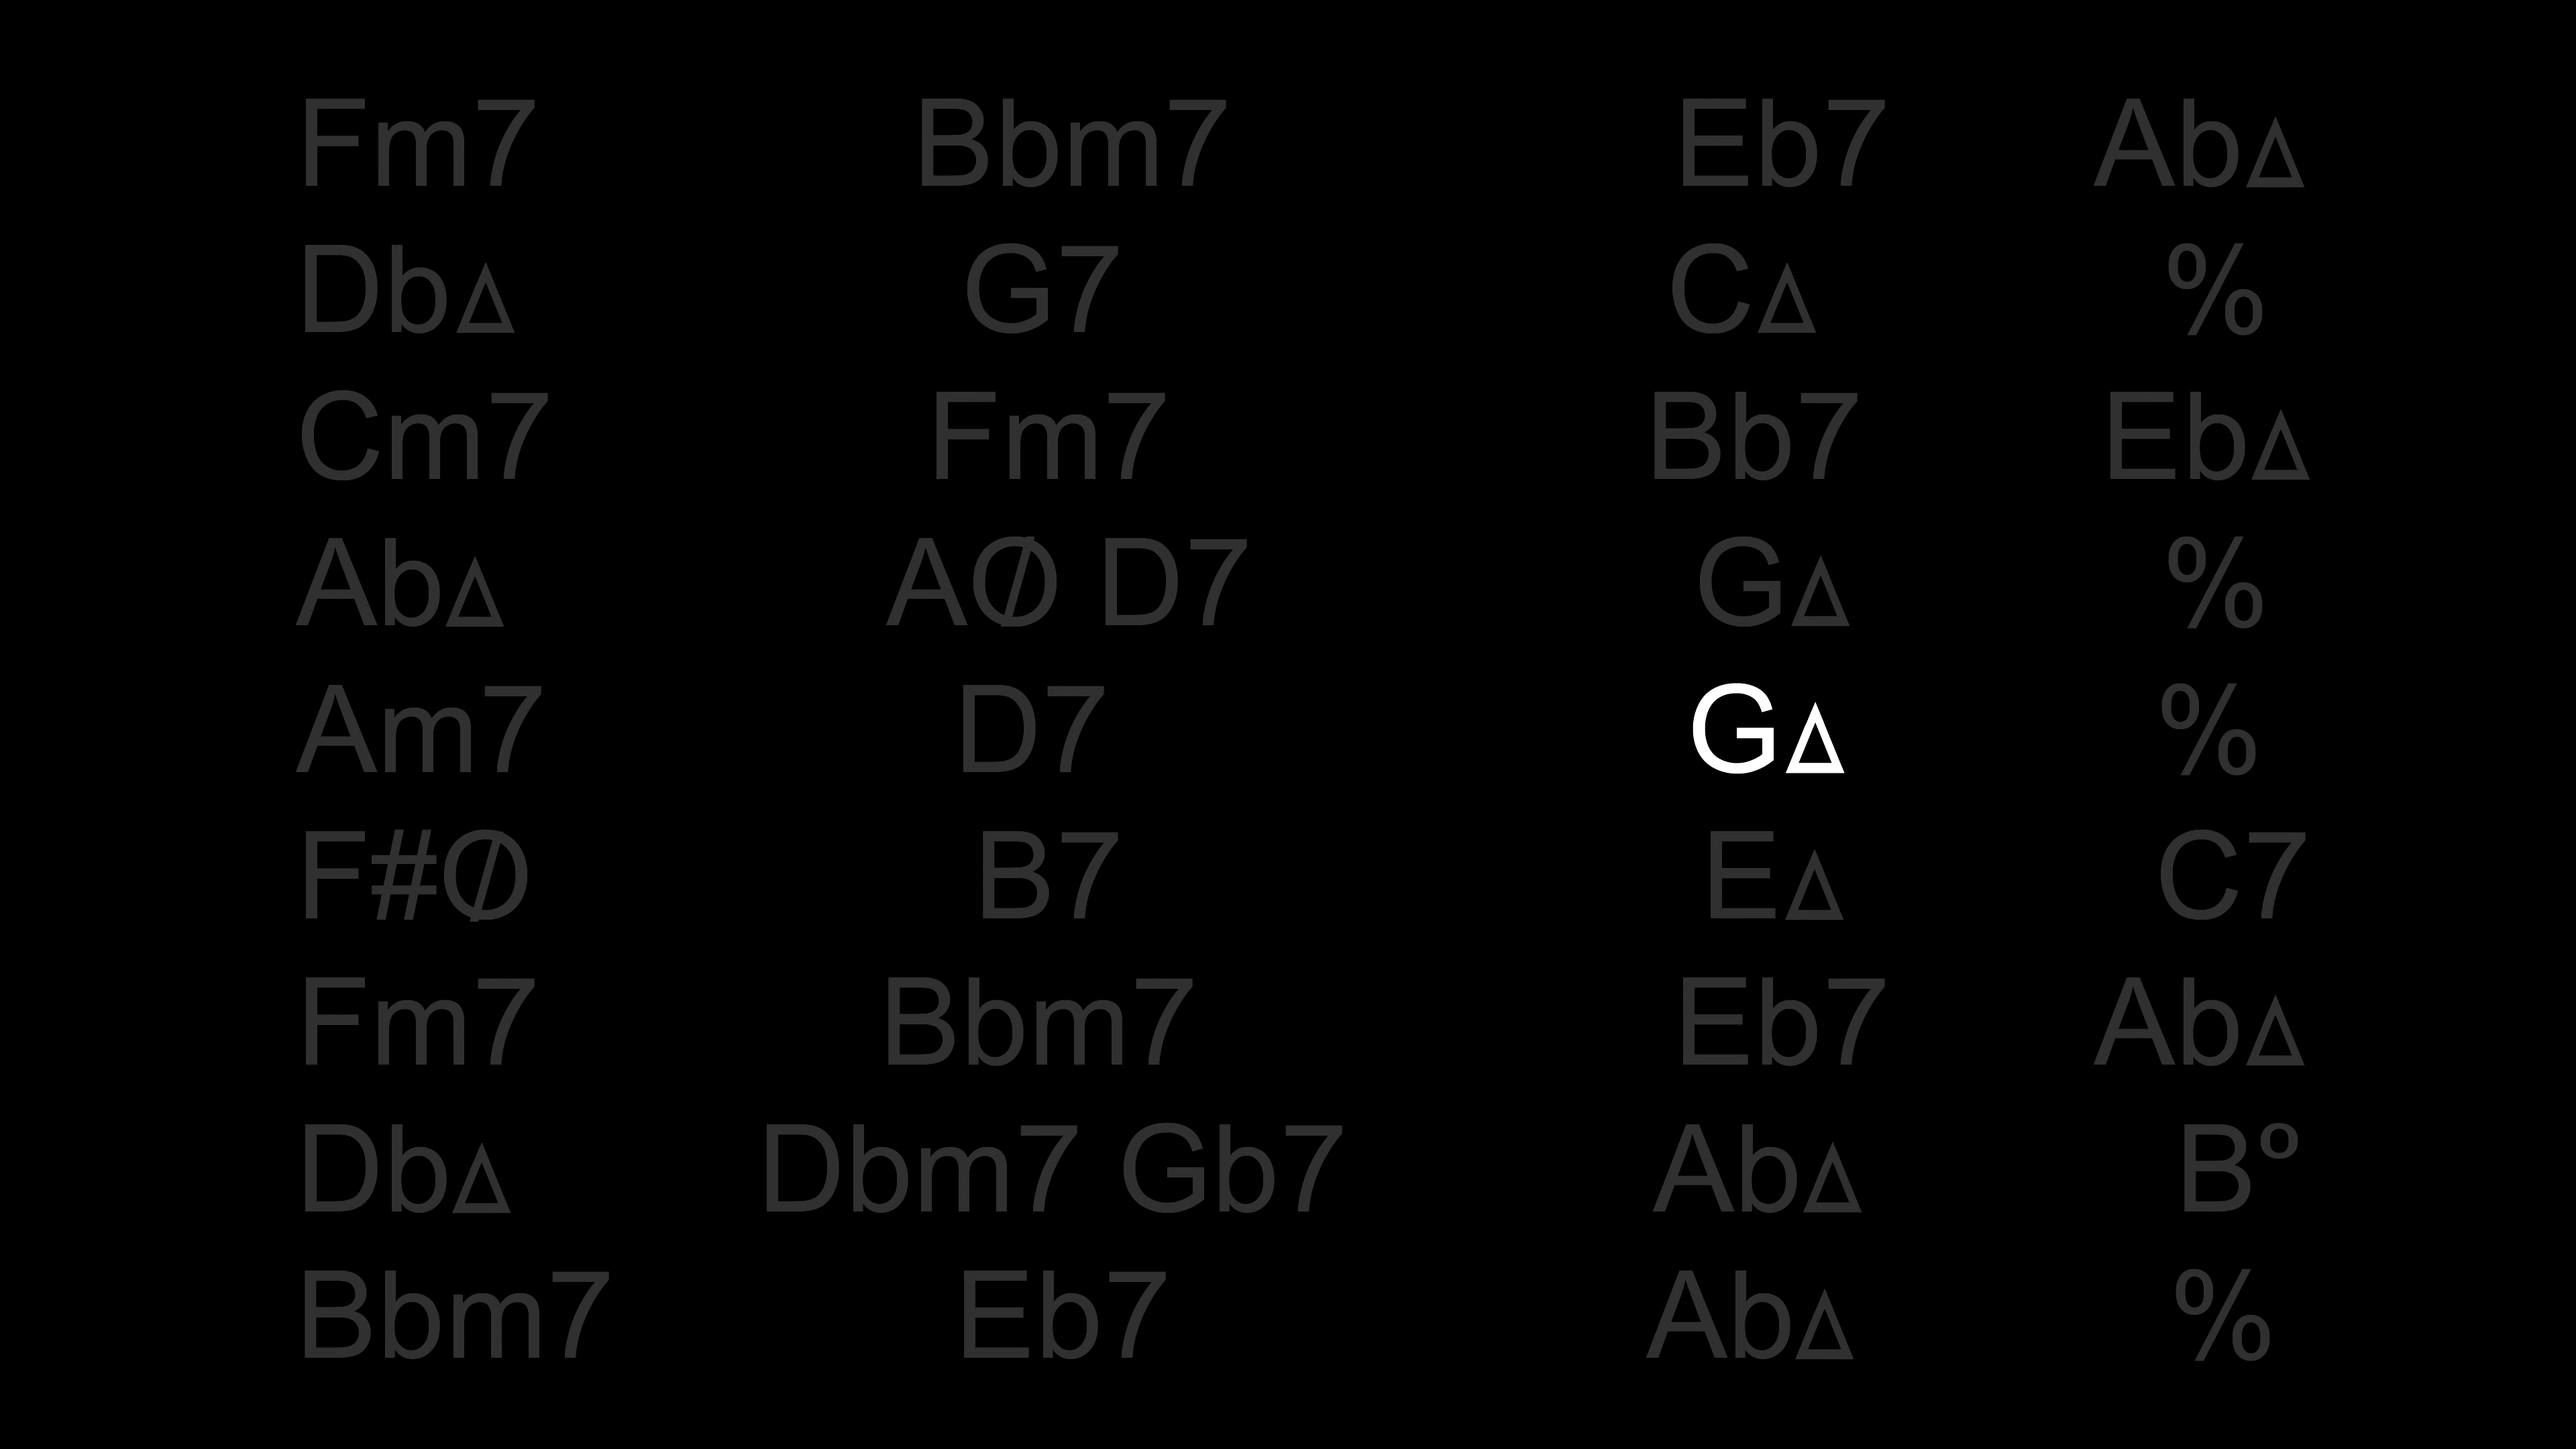 Fm7 Bbm7 Eb7 Ab∆
Db∆ G7 C∆ %
Cm7 Fm7 Bb7 Eb∆
Ab∆ AØ D7 G∆ %
Am7 D7 G∆ %
F#Ø B7 E∆ C7
Fm7 Bbm7 Eb7 Ab∆
Db∆ Dbm7 Gb7 Ab∆ Bº
Bbm7 Eb7 Ab∆ %